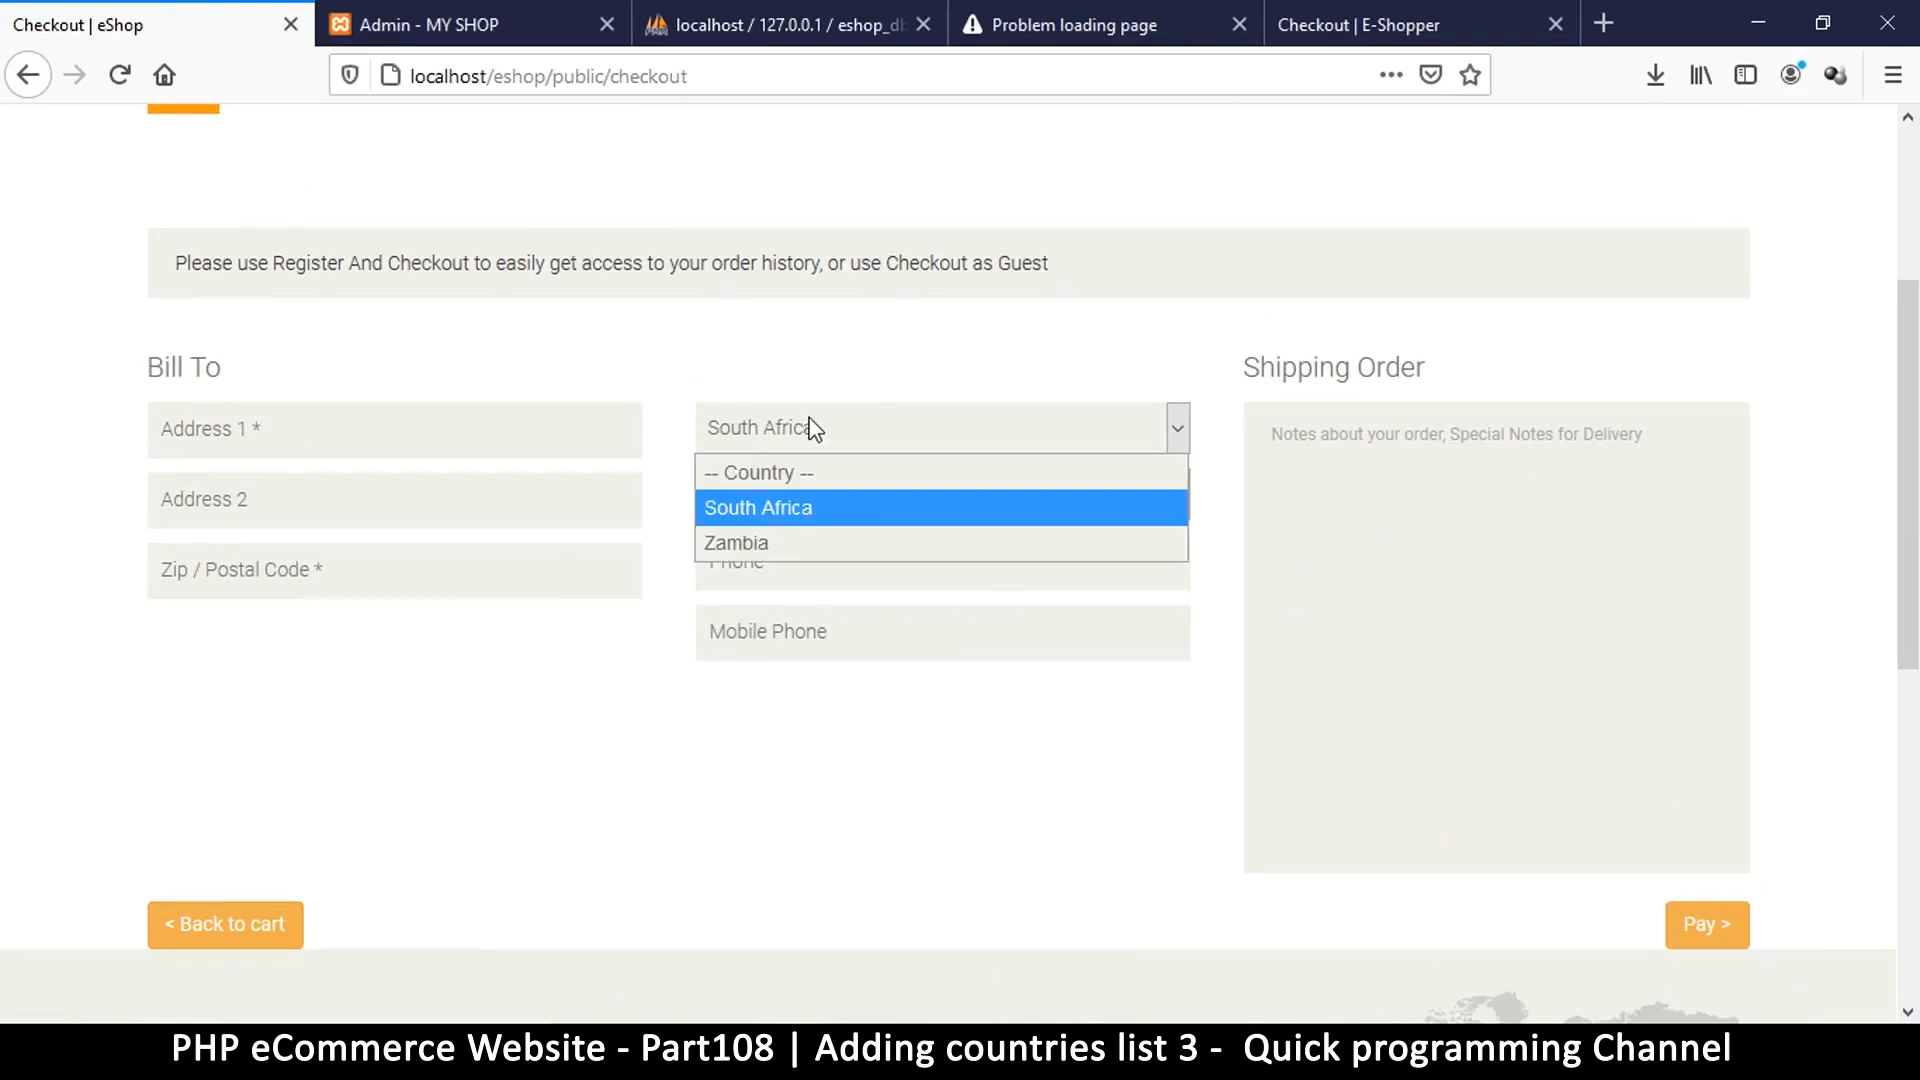 Checkout | eShop
Admin - MY SHOP
localhost / 127.0.0.1 / eshop_db
Problem loading page
Checkout | E-Shopper
localhost/eshop/public/checkout
Please use Register And Checkout to easily get access to your order history, or use Checkout as Guest
Bill To
Shipping Order
Address 1 *
South Africa
Notes about your order, Special Notes for Delivery
-- Country --
Address 2
South Africa
Zambia
Phone
Zip / Postal Code *
Mobile Phone
< Back to cart
Pay >
PHP eCommerce Website - Part108 | Adding countries list 3 - Quick programming Channel